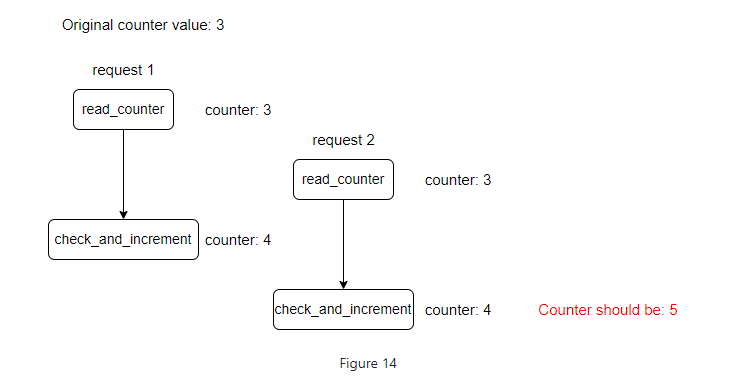 Original counter value: 3
request 1
read_counter
counter: 3
request 2
read_counter
counter: 3
check_and_increment
counter: 4
check_and_increment
counter: 4
Counter should be: 5
Figure 14